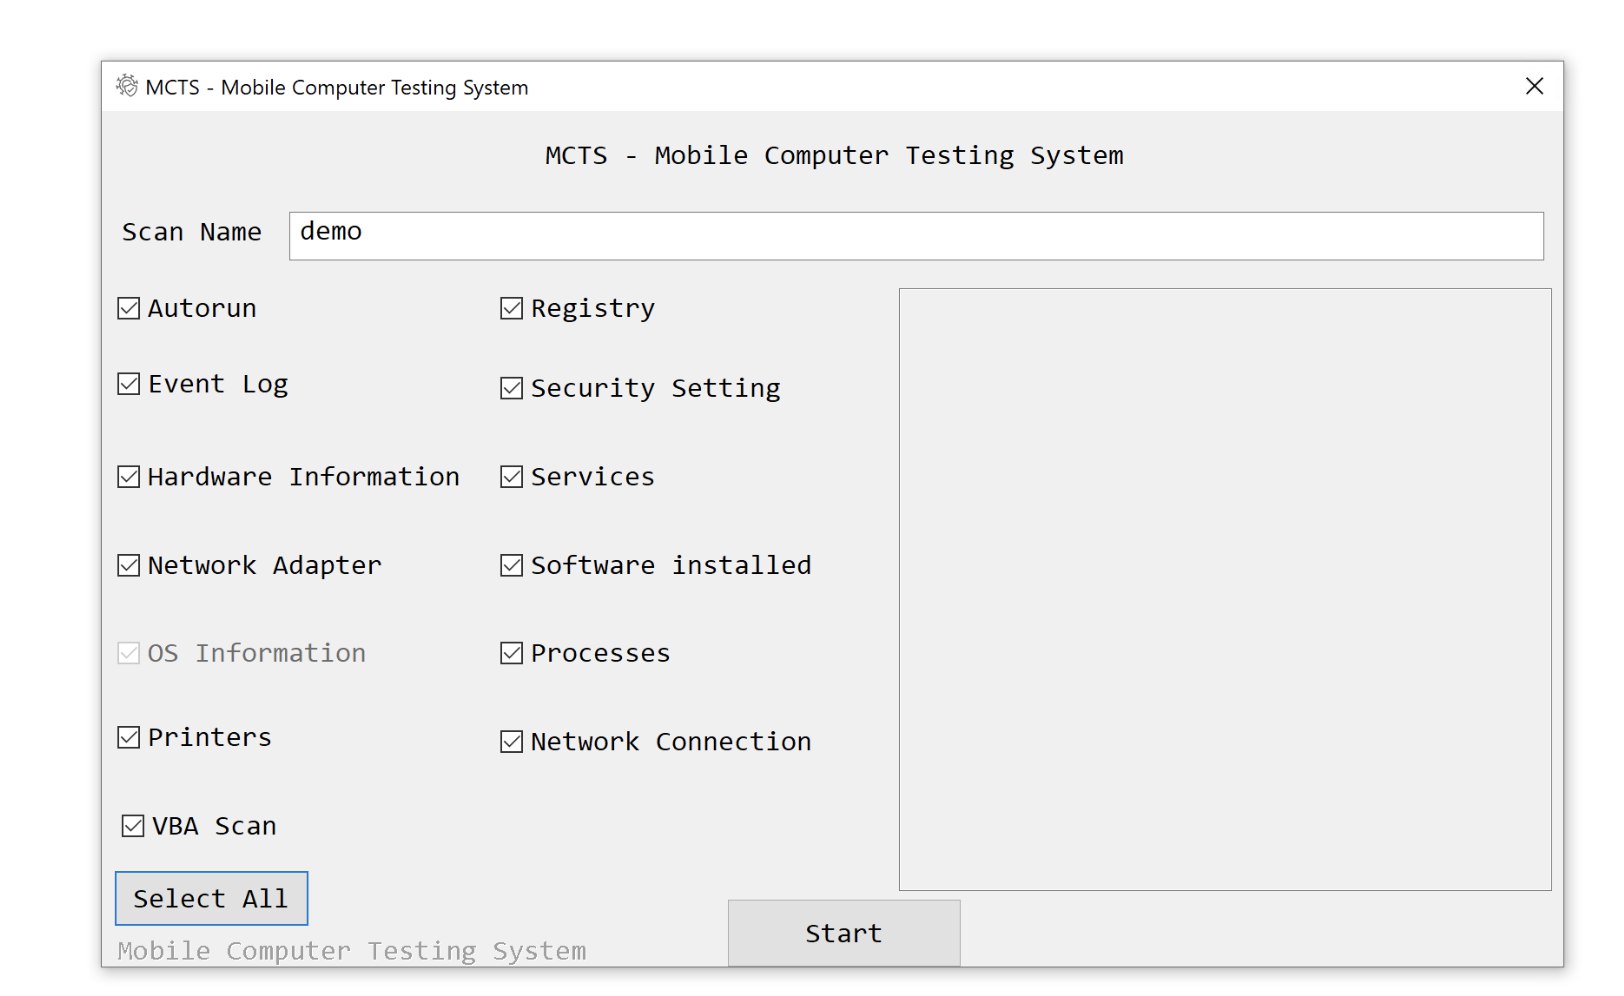 MCTS - Mobile Computer Testing System
MCTS - Mobile Computer Testing System
Scan Name
demo
Autorun
Registry
Event Log
Security Setting
Hardware Information
Services
Network Adapter
Software installed
OS Information
Processes
Printers
Network Connection
VBA Scan
Select All
Start
Mobile Computer Testing System